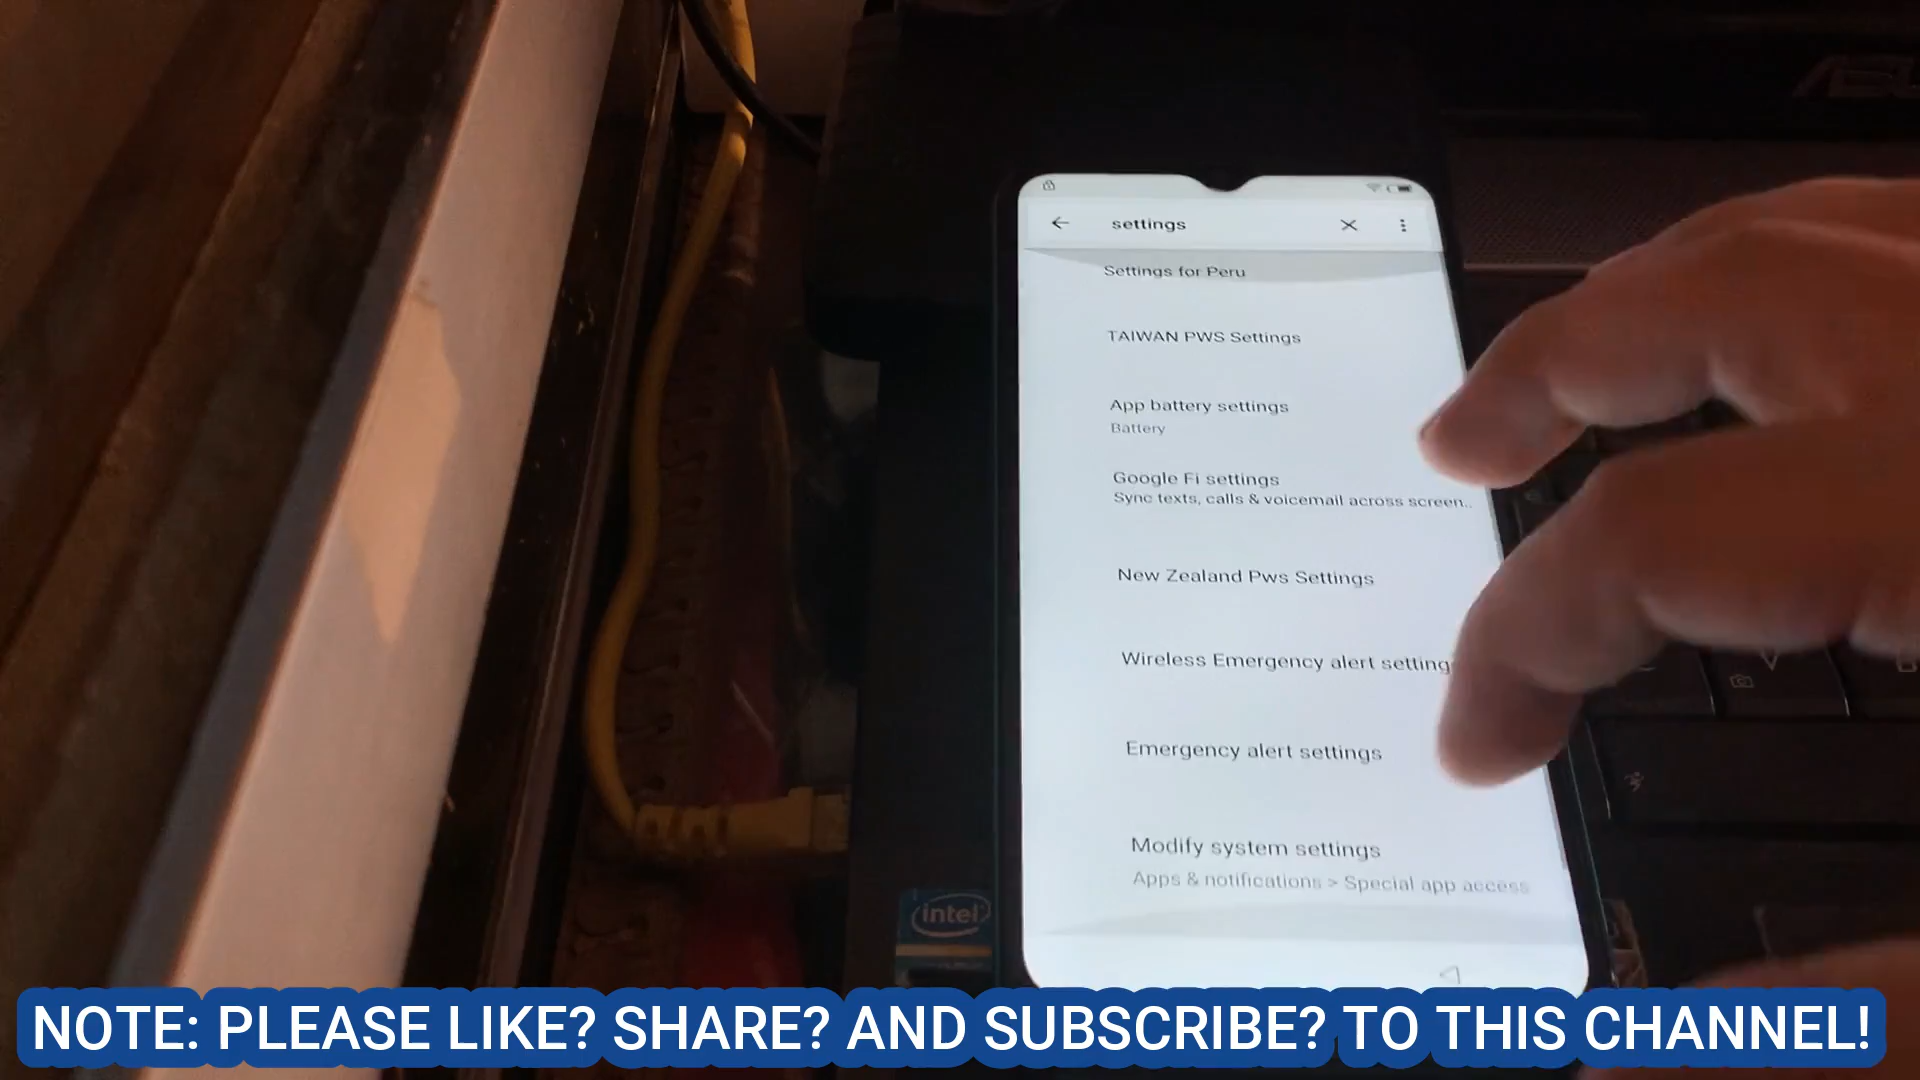 settings
Settings for Peru
TAIWAN PWS Settings
App battery settings
Battery
Google Fi settings
Sync texts, calls & voicemail across screen..
New Zealand Pws Settings
Wireless Emergency alert setting
Emergency alert settings
Modify system settings
Apps & notifications > Special app access
intel
NOTE: PLEASE LIKE? SHARE? AND SUBSCRIBE? TO THIS CHANNEL!